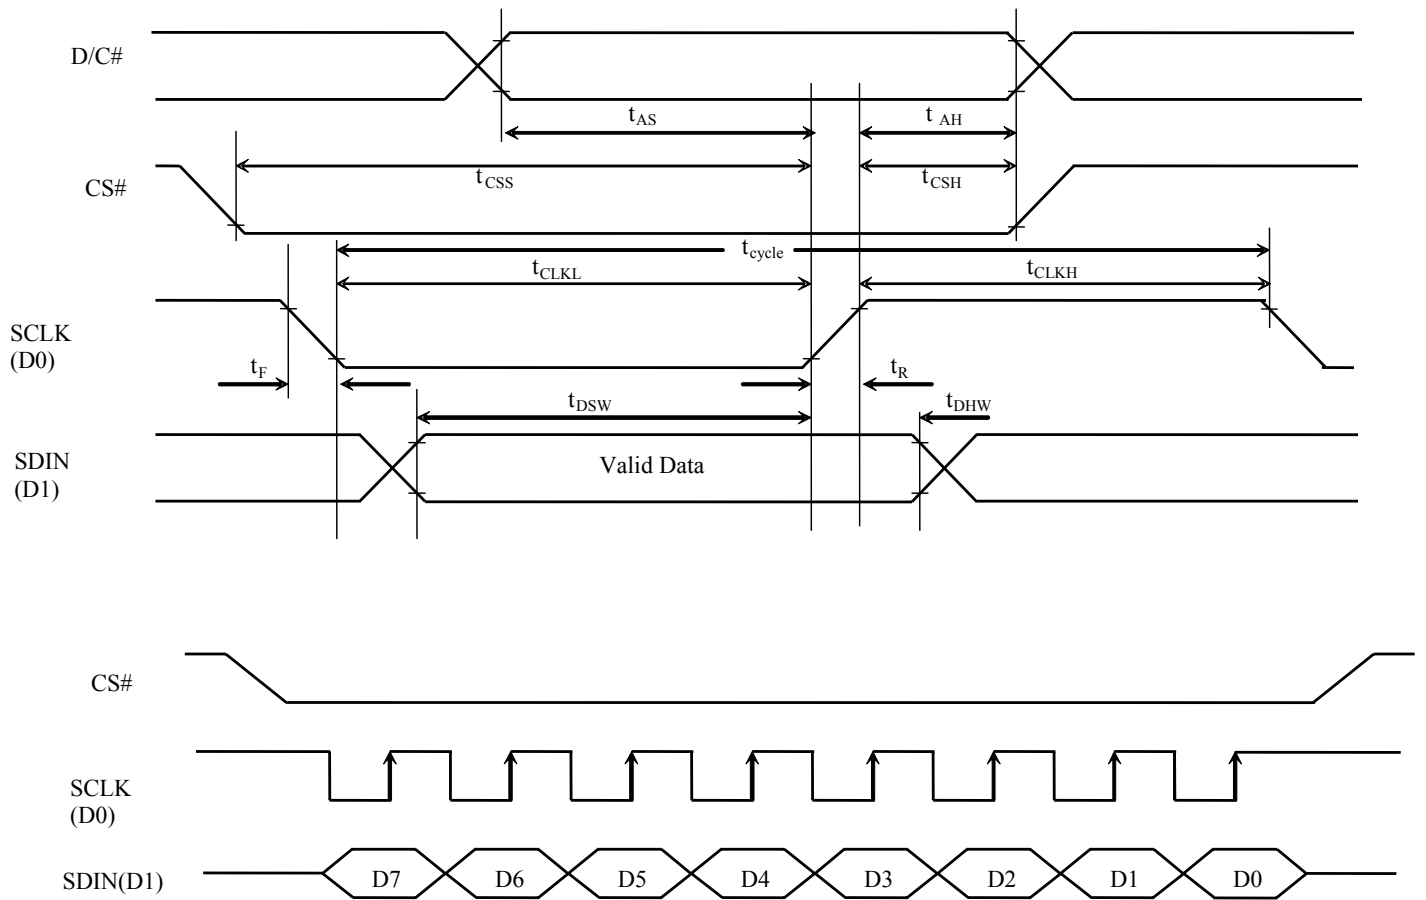 D/C#
tAS
t AH
CS#
tCSS
tCSH
tcycle
tCLKL
tCLKH
SCLK
(D0)
tF
tR
tDSW
tDHW
SDIN
(D1)
Valid Data
CS#
SCLK
(D0)
SDIN(D1)
D7 D6 D5 D4 D3 D2 D1 D0